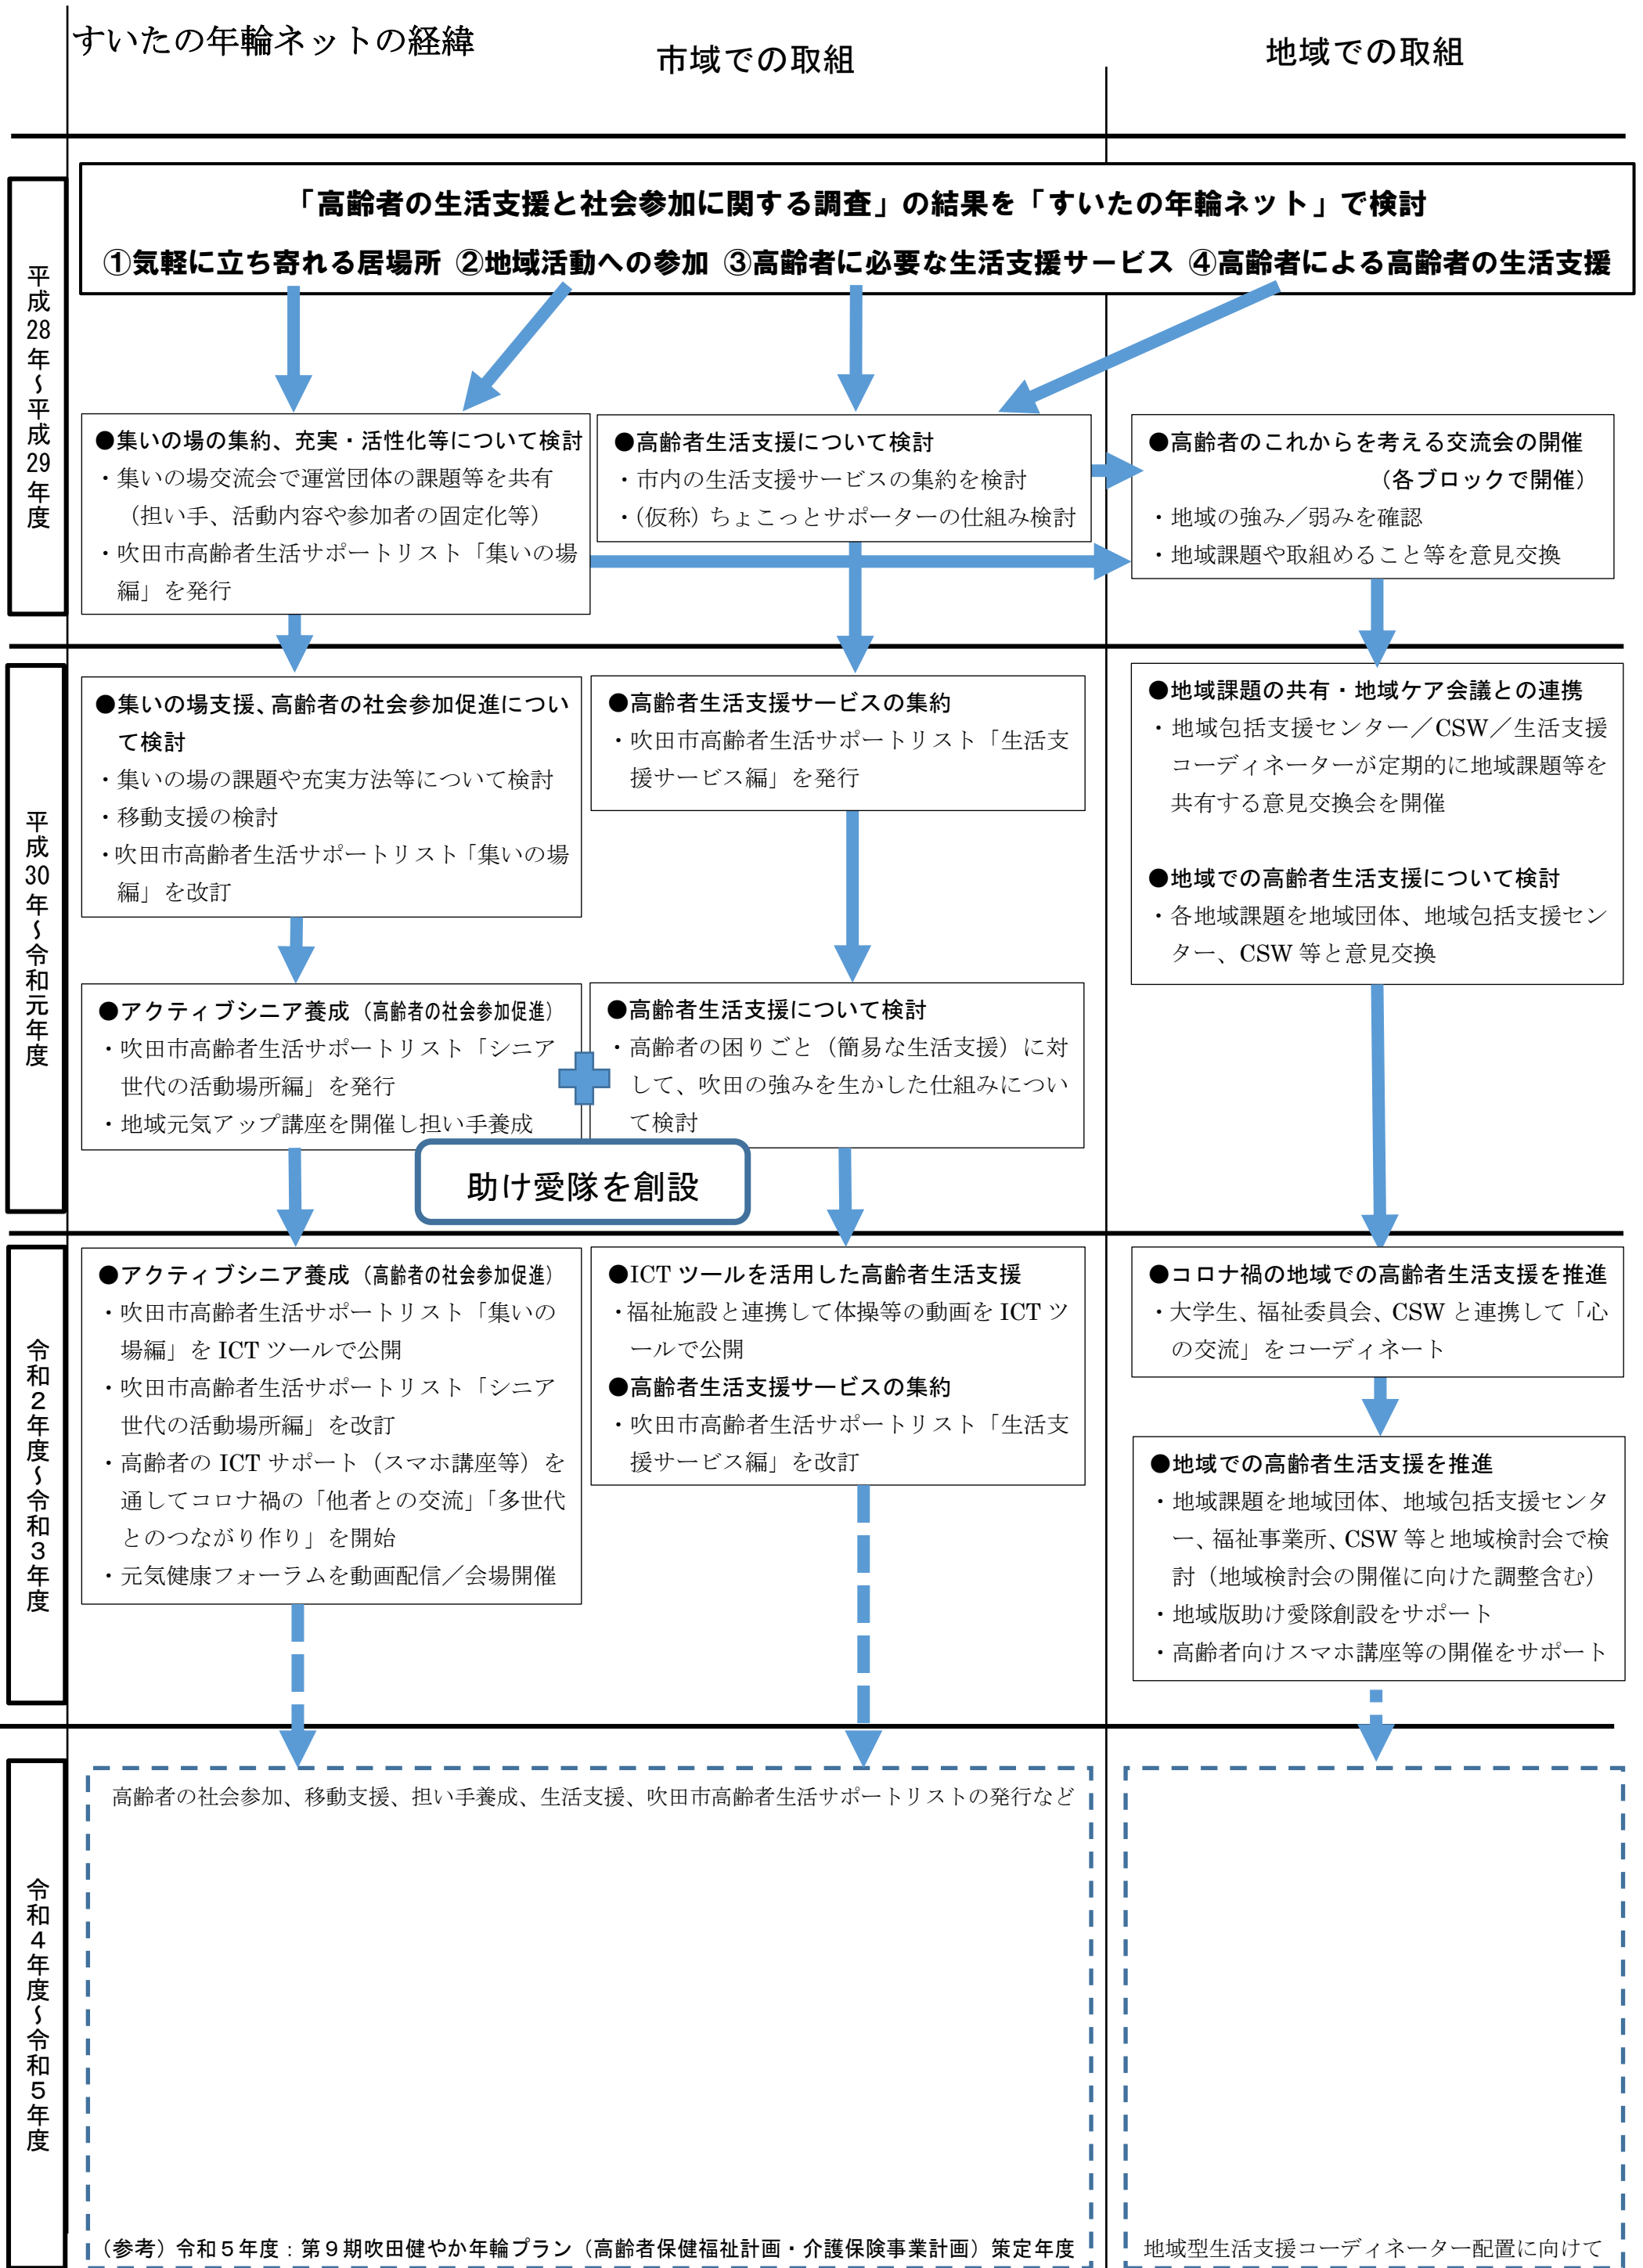 すいたの年輪ネットの経緯
市域での取組
地域での取組
平成28年～平成29年度
「高齢者の生活支援と社会参加に関する調査」の結果を「すいたの年輪ネット」で検討
①気軽に立ち寄れる居場所 ②地域活動への参加 ③高齢者に必要な生活支援サービス ④高齢者による高齢者の生活支援
●集いの場の集約、充実・活性化等について検討
・集いの場交流会で運営団体の課題等を共有
（担い手、活動内容や参加者の固定化等）
・吹田市高齢者生活サポートリスト「集いの場
編」を発行
●高齢者生活支援について検討
・市内の生活支援サービスの集約を検討
・（仮称）ちょこっとサポーターの仕組み検討
●高齢者のこれからを考える交流会の開催
（各ブロックで開催）
・地域の強み／弱みを確認
・地域課題や取組めること等を意見交換
平成30年～令和元年度
●集いの場支援、高齢者の社会参加促進につい
て検討
・集いの場の課題や充実方法等について検討
・移動支援の検討
・吹田市高齢者生活サポートリスト「集いの場
編」を改訂
●高齢者生活支援サービスの集約
・吹田市高齢者生活サポートリスト「生活支
援サービス編」を発行
●地域課題の共有・地域ケア会議との連携
・地域包括支援センター／CSW／生活支援
コーディネーターが定期的に地域課題等を
共有する意見交換会を開催
●地域での高齢者生活支援について検討
・各地域課題を地域団体、地域包括支援セン
ター、CSW 等と意見交換
●アクティブシニア養成（高齢者の社会参加促進）
・吹田市高齢者生活サポートリスト「シニア
世代の活動場所編」を発行
・地域元気アップ講座を開催し担い手養成
●高齢者生活支援について検討
・高齢者の困りごと（簡易な生活支援）に対
して、吹田の強みを生かした仕組みについ
て検討
助け愛隊を創設
令和２年度～令和３年度
●アクティブシニア養成（高齢者の社会参加促進）
・吹田市高齢者生活サポートリスト「集いの
場編」を ICT ツールで公開
・吹田市高齢者生活サポートリスト「シニア
世代の活動場所編」を改訂
・高齢者の ICT サポート（スマホ講座等）を
通してコロナ禍の「他者との交流」「多世代
とのつながり作り」を開始
・元気健康フォーラムを動画配信／会場開催
●ICT ツールを活用した高齢者生活支援
・福祉施設と連携して体操等の動画を ICT ツ
ールで公開
●高齢者生活支援サービスの集約
・吹田市高齢者生活サポートリスト「生活支
援サービス編」を改訂
●コロナ禍の地域での高齢者生活支援を推進
・大学生、福祉委員会、CSW と連携して「心
の交流」をコーディネート
●地域での高齢者生活支援を推進
・地域課題を地域団体、地域包括支援センタ
ー、福祉事業所、CSW 等と地域検討会で検
討（地域検討会の開催に向けた調整含む）
・地域版助け愛隊創設をサポート
・高齢者向けスマホ講座等の開催をサポート
令和４年度～令和５年度
高齢者の社会参加、移動支援、担い手養成、生活支援、吹田市高齢者生活サポートリストの発行など
（参考）令和５年度：第９期吹田健やか年輪プラン（高齢者保健福祉計画・介護保険事業計画）策定年度
地域型生活支援コーディネーター配置に向けて